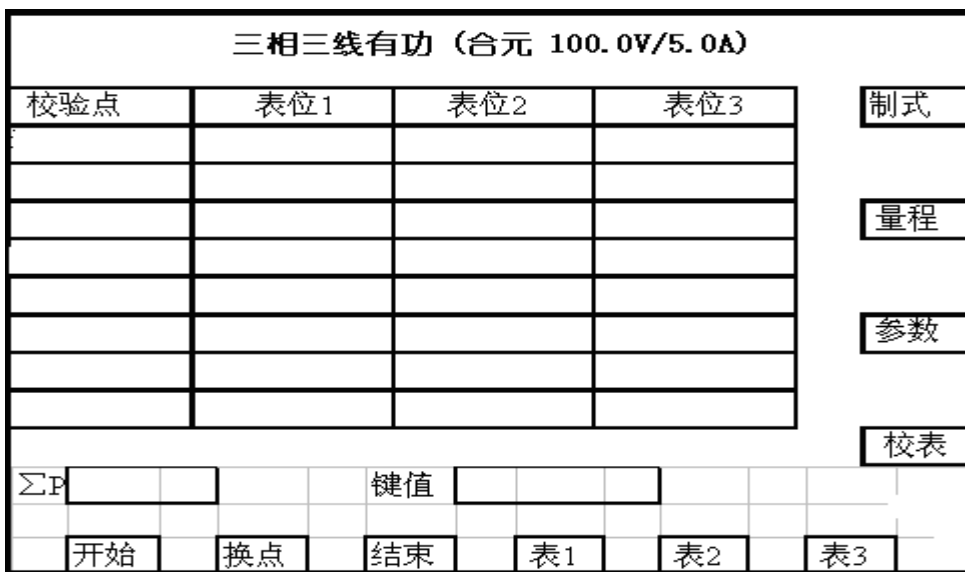 三相三线有功 (合元 100.0V/5.0A)
校验点 表位1 表位2 表位3 制式
量程
参数
校表
∑P 键值
开始 换点 结束 表1 表2 表3